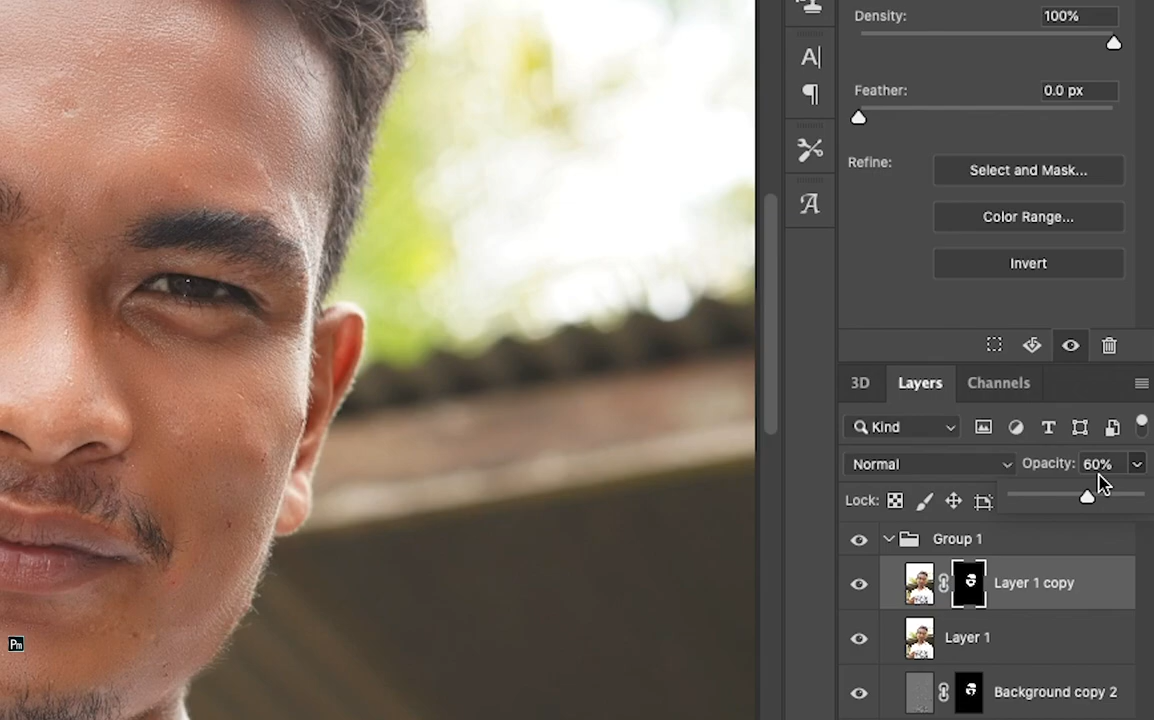 Density:
100%
Feather:
0.0 px
Refine:
Select and Mask...
Color Range...
Invert
3D
Layers
Channels
Kind
Normal
Opacity: 60%
Lock:
Group 1
Layer 1 copy
Layer 1
Background copy 2
Pm